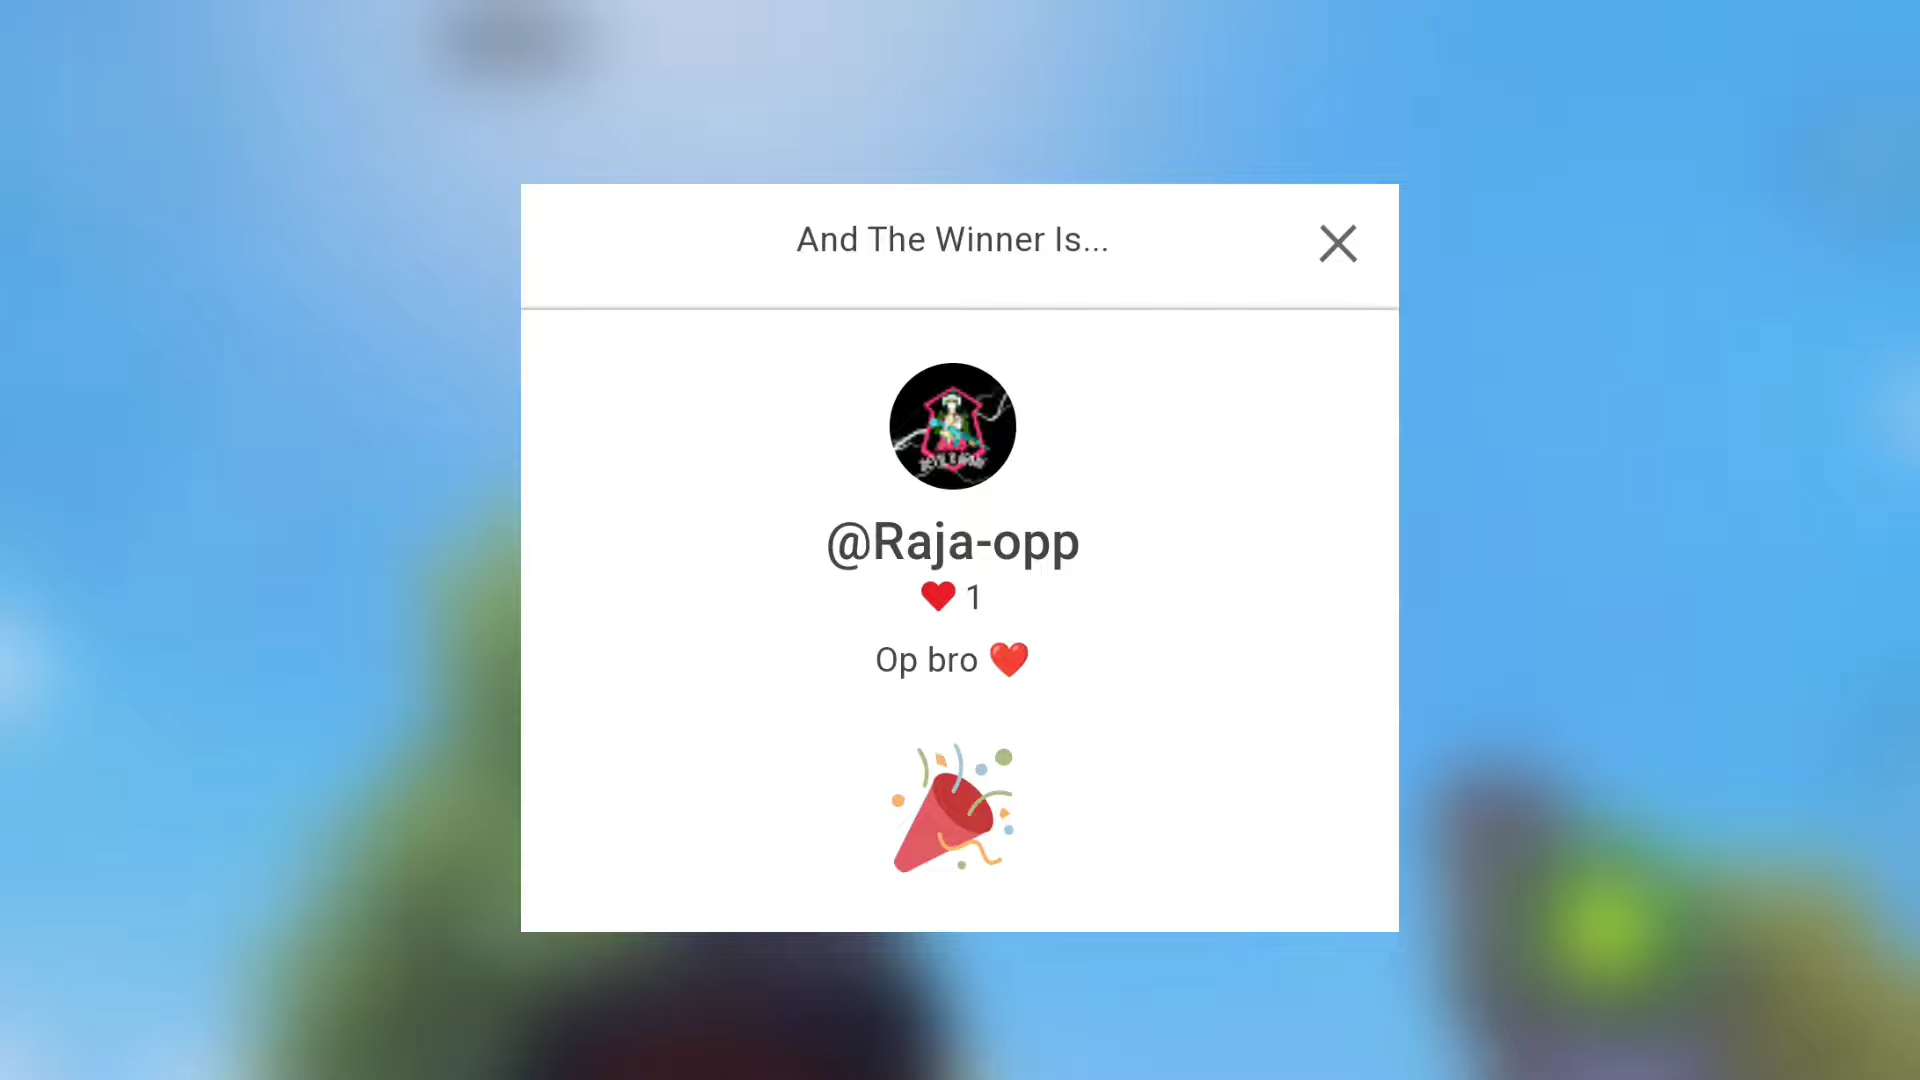 And The Winner Is...
@Raja-opp
❤ 1
Op bro ❤️